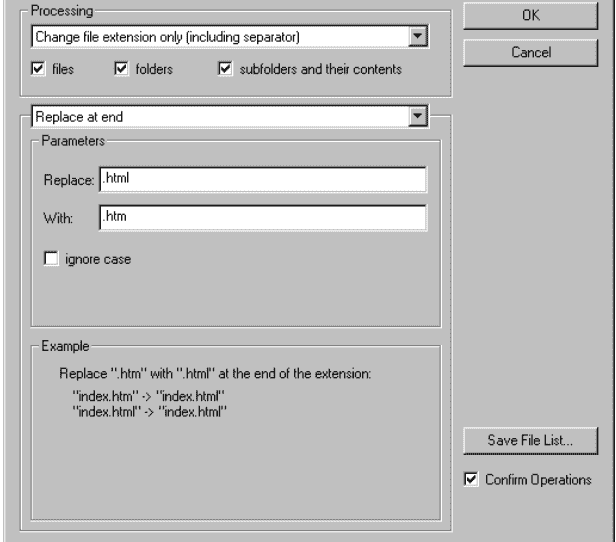 Processing
OK
Change file extension only (including separator)
Cancel
files folders subfolders and their contents
Replace at end
Parameters
Replace: .html
With: .htm
ignore case
Example
Replace ".htm" with ".html" at the end of the extension:
"index.htm" -> "index.html"
"index.html" -> "index.html"
Save File List...
Confirm Operations